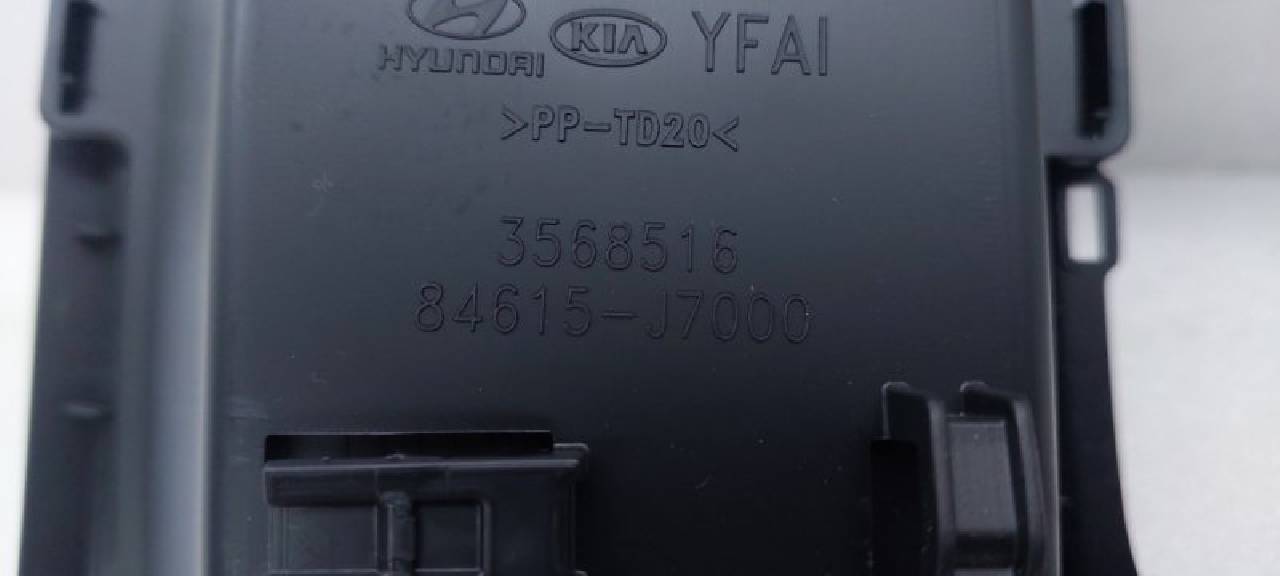 HYUNDAI KIA YFAI
>PP-TD20<
3568516
84615-J7000